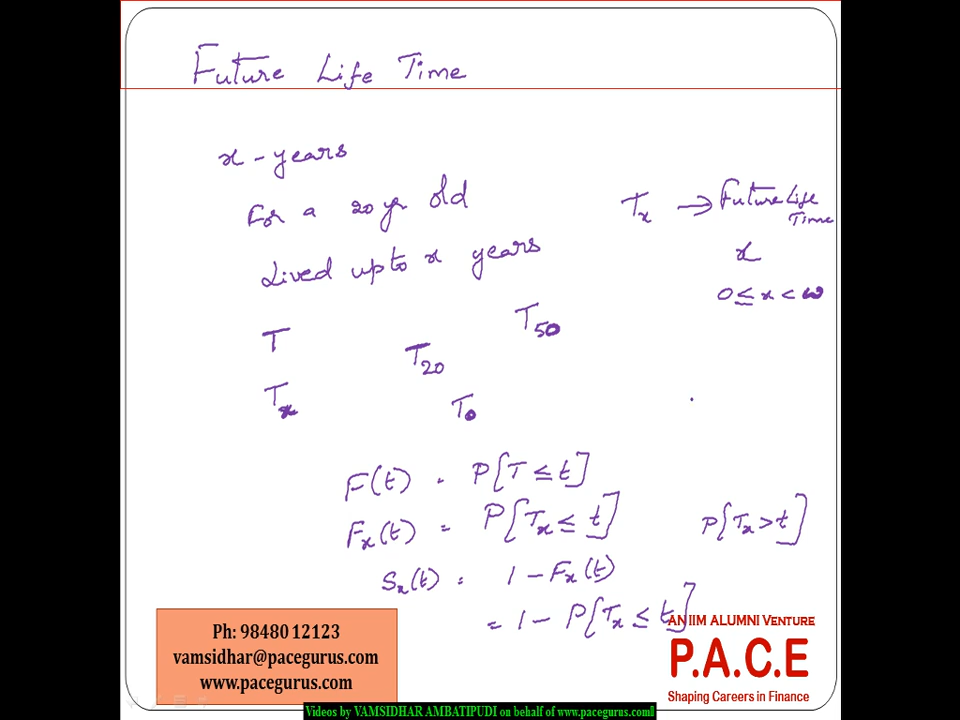 Future Life Time
x - years
For a 20 yr old
Tx → Future Life Time
Lived upto x years
x
0 ≤ x < ω
T
T20
T50
Tx
T0
F(t) = P[T ≤ t]
Fx(t) = P[Tx ≤ t]
P[Tx > t]
Sx(t) = 1 - Fx(t)
= 1 - P[Tx ≤ t]
Ph: 9848012123
vamsidhar@pacegurus.com
www.pacegurus.com
AN IIM ALUMNI VENTURE
P.A.C.E
Shaping Careers in Finance
Videos by VAMSIDHAR AMBATIPUDI on behalf of www.pacegurus.com